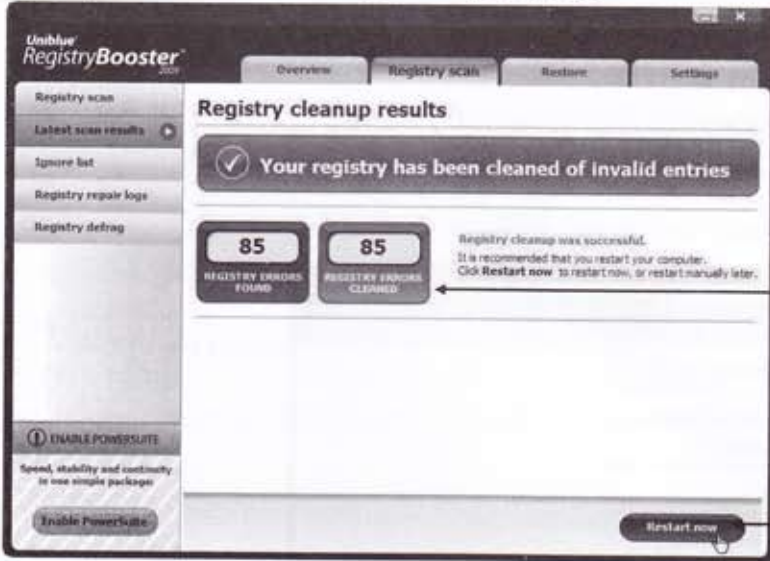 Uniblue
RegistryBooster
2009
Overview
Registry scan
Restore
Settings
Registry scan
Latest scan results
Ignore list
Registry repair logs
Registry defrag
Registry cleanup results
Your registry has been cleaned of invalid entries
85
REGISTRY ERRORS
FOUND
85
REGISTRY ERRORS
CLEANED
Registry cleanup was successful.
It is recommended that you restart your computer.
Click Restart now to restart now, or restart manually later.
ENABLE POWERSUITE
Speed, stability and continuity
in one simple package:
Enable PowerSuite
Restart now